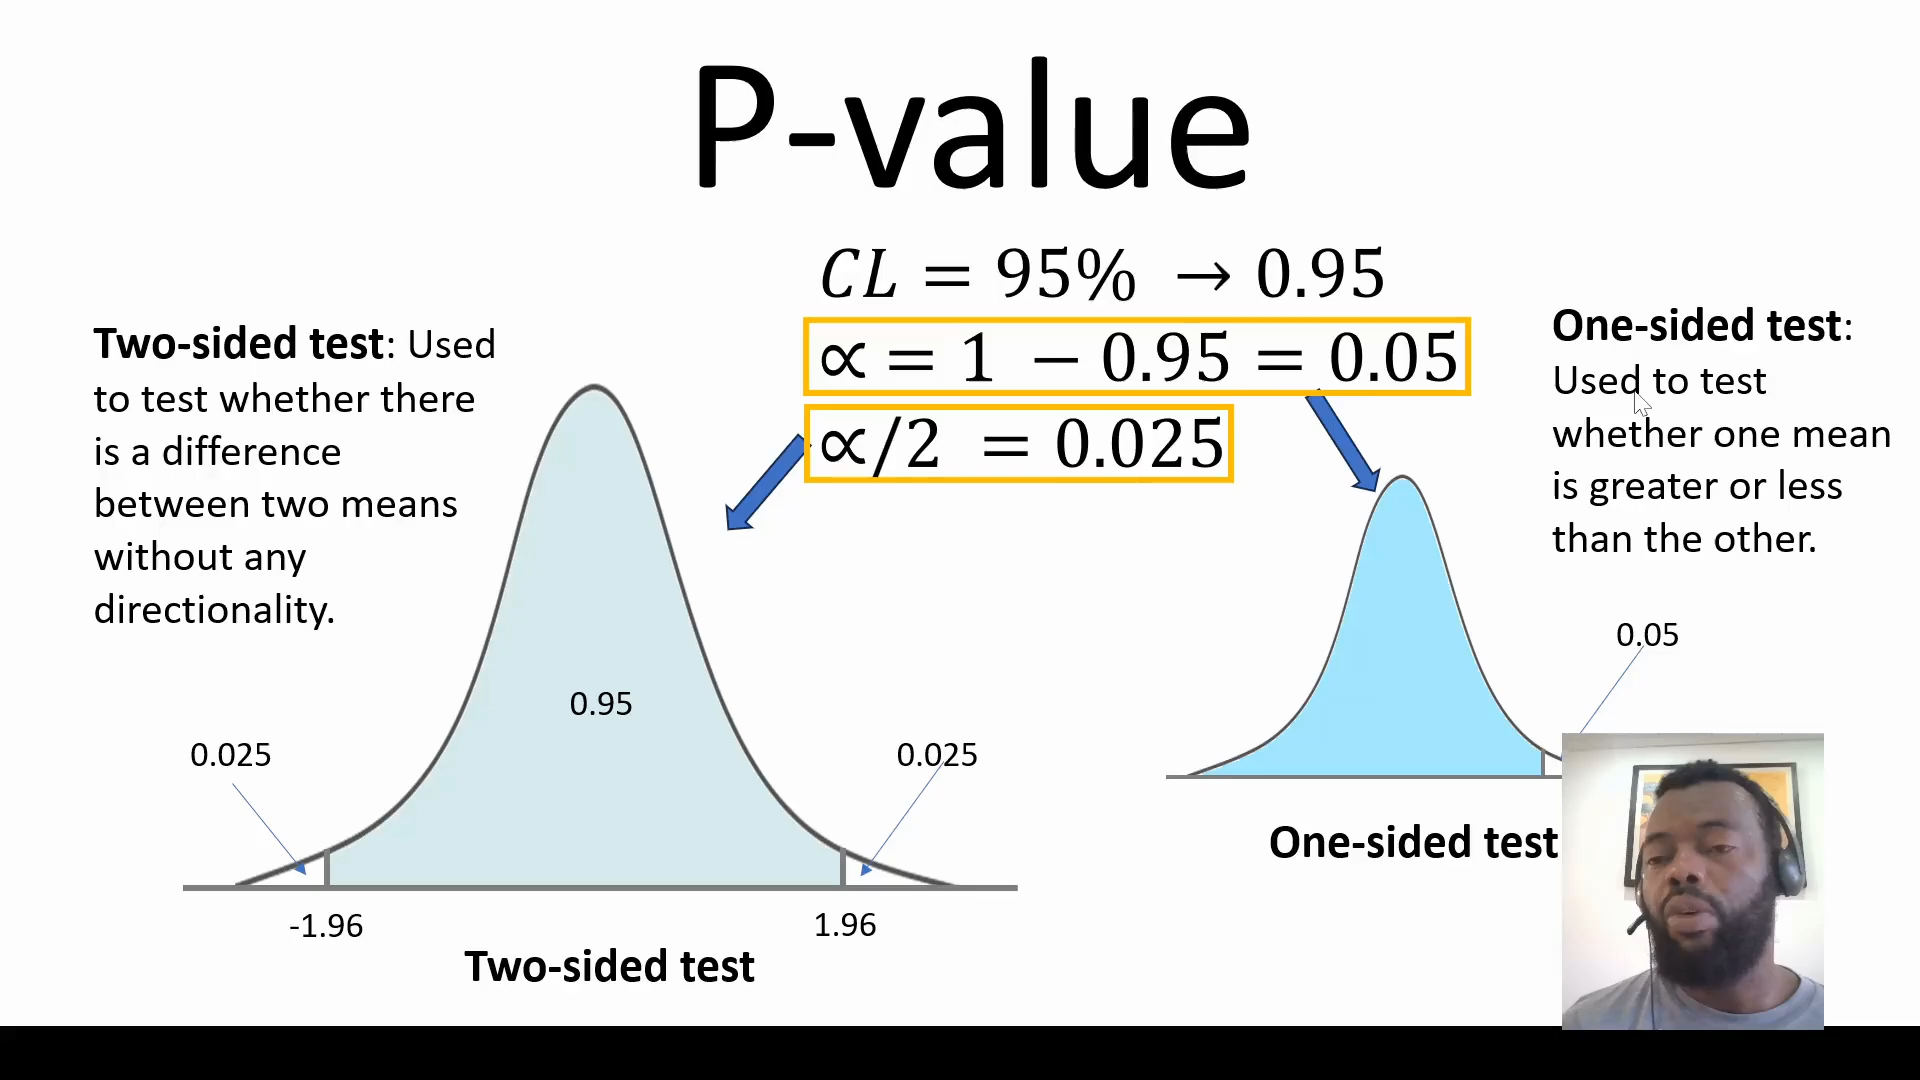 P-value
CL = 95% → 0.95
∝ = 1 − 0.95 = 0.05
∝/2 = 0.025
Two-sided test: Used
to test whether there
is a difference
between two means
without any
directionality.
One-sided test:
Used to test
whether one mean
is greater or less
than the other.
0.05
0.95
0.025
0.025
-1.96
1.96
Two-sided test
One-sided test